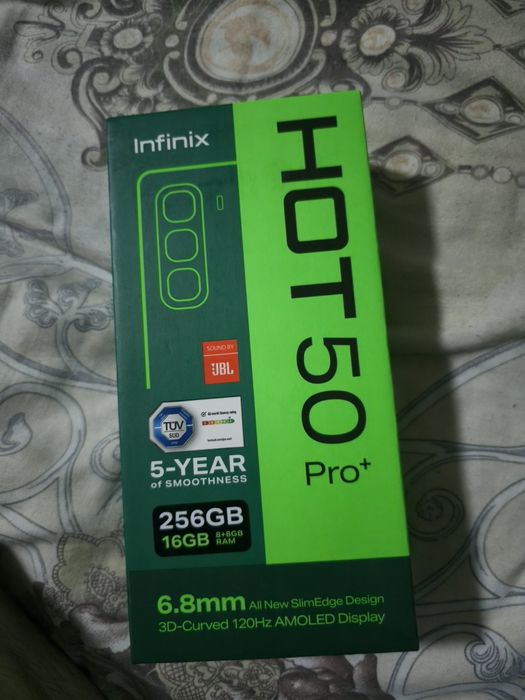 Infinix
HOT 50
Pro+
SOUND BY
JBL
TÜV
SÜD
5-YEAR
of SMOOTHNESS
256GB
16GB 8+8GB RAM
6.8mm All New SlimEdge Design
3D-Curved 120Hz AMOLED Display